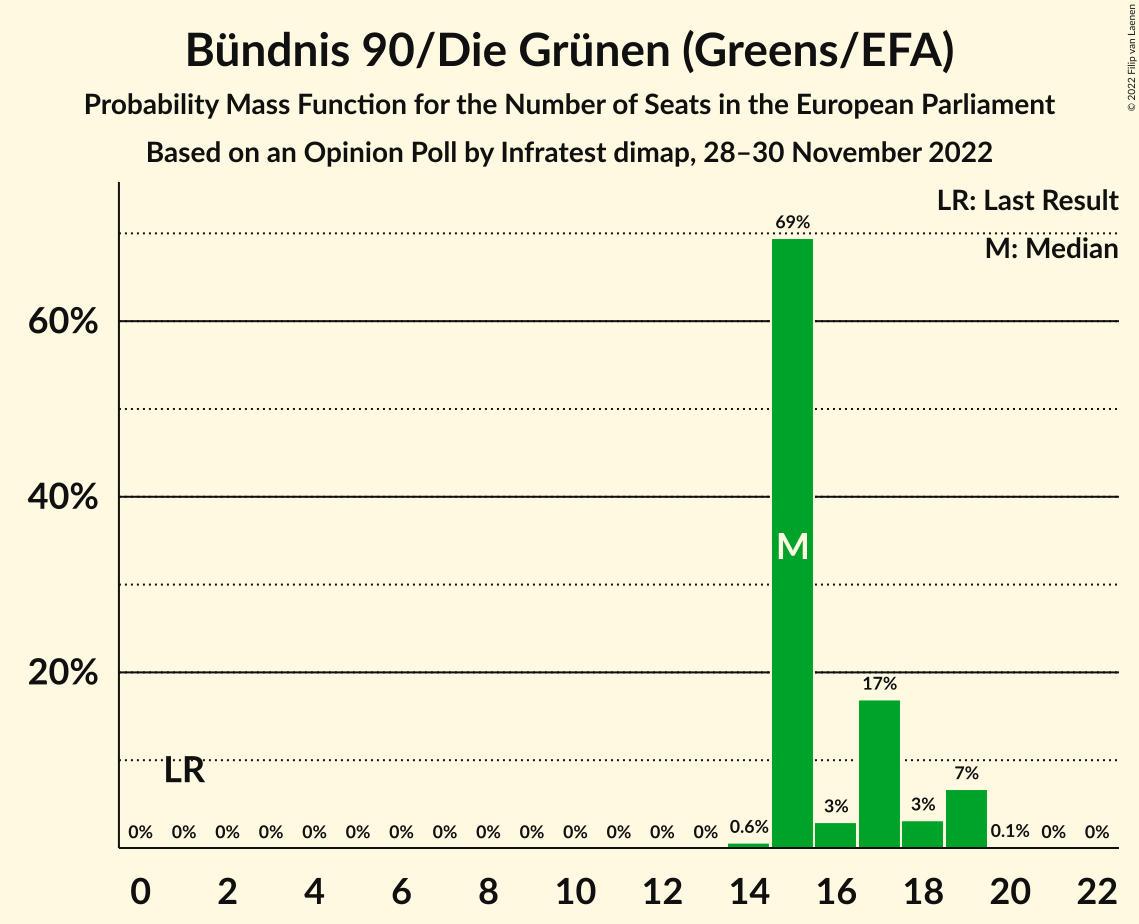 Bündnis 90/Die Grünen (Greens/EFA)
Probability Mass Function for the Number of Seats in the European Parliament
Based on an Opinion Poll by Infratest dimap, 28–30 November 2022
© 2022 Filip van Laenen
LR: Last Result
M: Median
69%
60%
40%
M
20%
17%
LR
7%
0% 0% 0% 0% 0% 0% 0% 0% 0% 0% 0% 0% 0% 0% 0.6% 3% 3% 0.1% 0% 0%
0 2 4 6 8 10 12 14 16 18 20 22